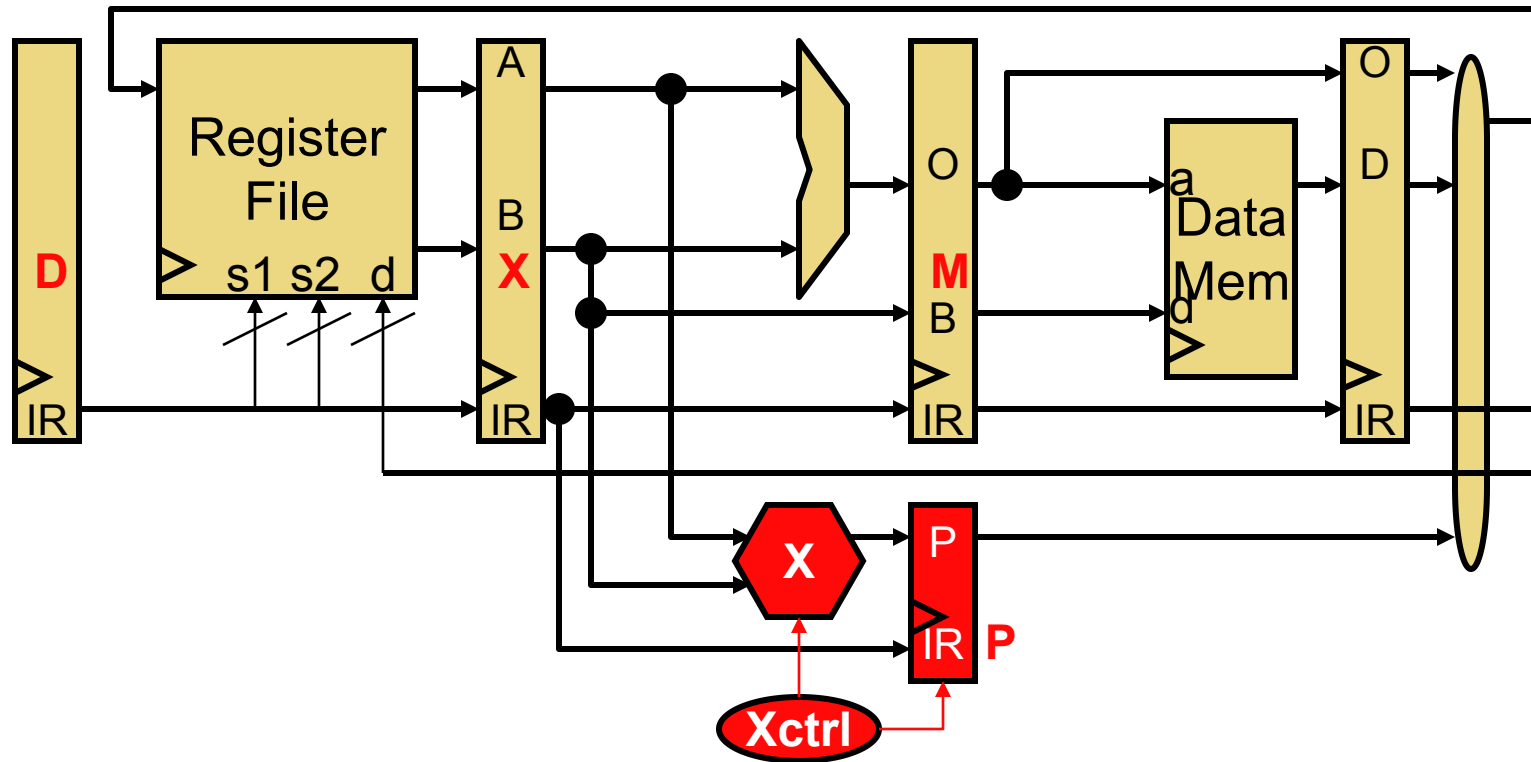 A
O
Register
File
O
D
B
a
Data
Mem
d
s1 s2 d
D
X
M
B
IR
IR
IR
IR
X
P
IR
P
Xctrl